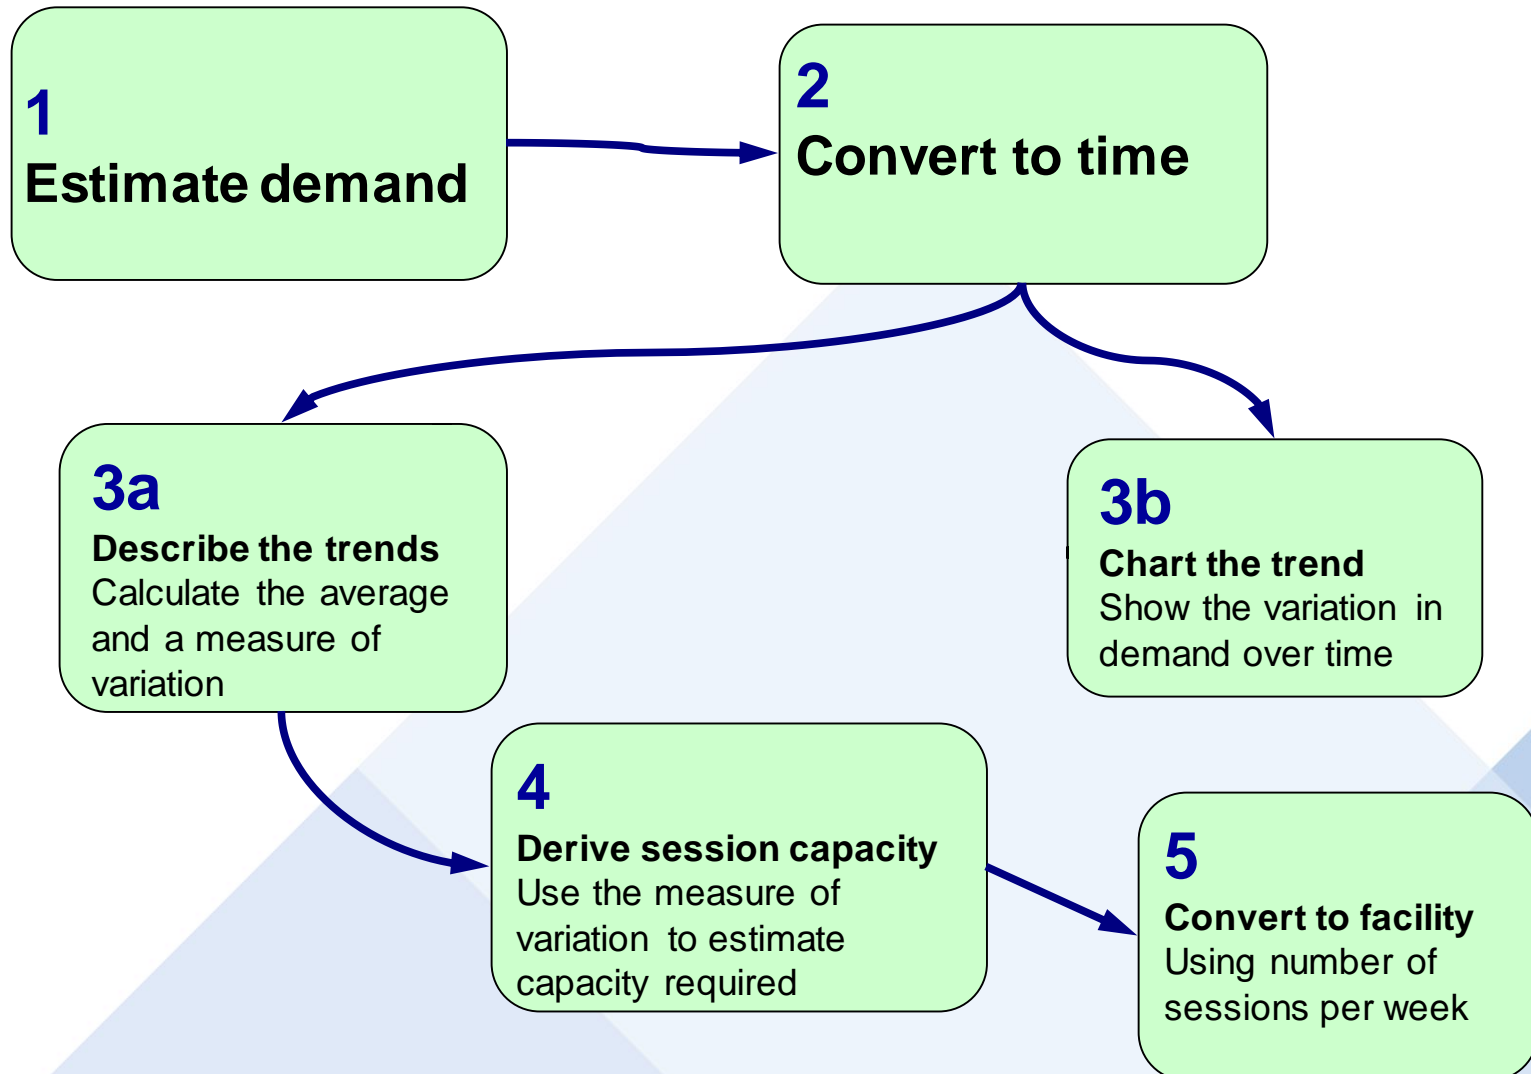 1
Estimate demand
2
Convert to time
3a
Describe the trends
Calculate the average
and a measure of
variation
3b
Chart the trend
Show the variation in
demand over time
4
Derive session capacity
Use the measure of
variation to estimate
capacity required
5
Convert to facility
Using number of
sessions per week